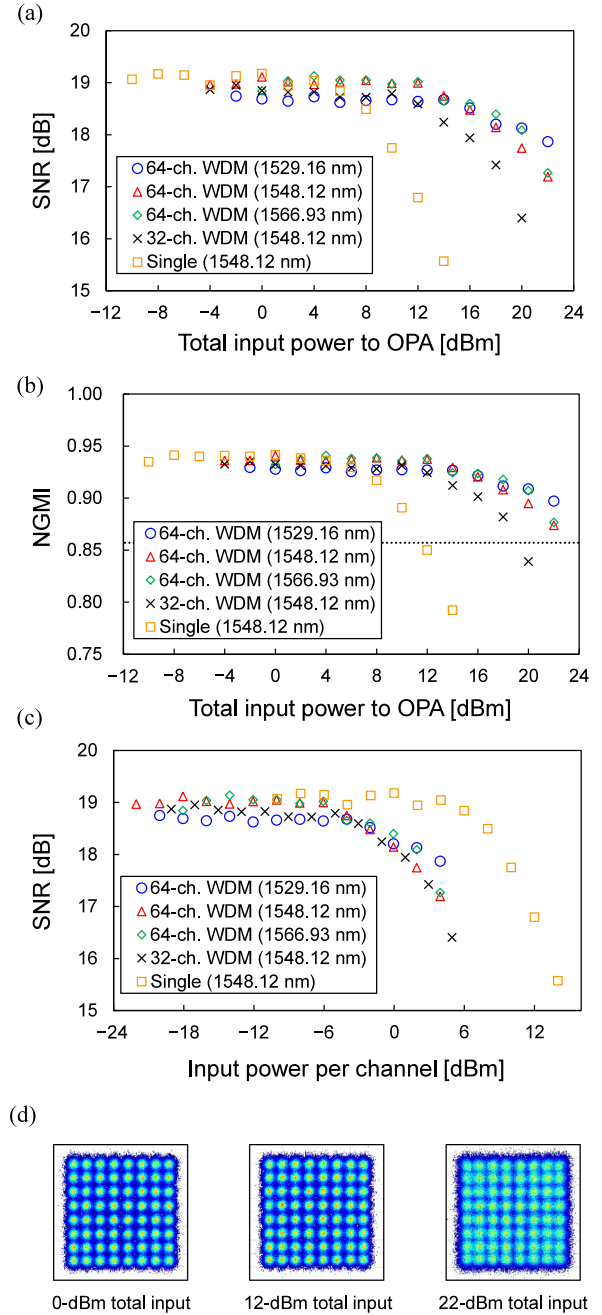 (a)
20
19
18
17
16
15
SNR [dB]
64-ch. WDM (1529.16 nm)
64-ch. WDM (1548.12 nm)
64-ch. WDM (1566.93 nm)
32-ch. WDM (1548.12 nm)
Single (1548.12 nm)
−12 −8 −4 0 4 8 12 16 20 24
Total input power to OPA [dBm]
(b)
1.00
0.95
0.90
0.85
0.80
0.75
NGMI
64-ch. WDM (1529.16 nm)
64-ch. WDM (1548.12 nm)
64-ch. WDM (1566.93 nm)
32-ch. WDM (1548.12 nm)
Single (1548.12 nm)
−12 −8 −4 0 4 8 12 16 20 24
Total input power to OPA [dBm]
(c)
20
19
18
17
16
15
SNR [dB]
64-ch. WDM (1529.16 nm)
64-ch. WDM (1548.12 nm)
64-ch. WDM (1566.93 nm)
32-ch. WDM (1548.12 nm)
Single (1548.12 nm)
−24 −18 −12 −6 0 6 12
Input power per channel [dBm]
(d)
0-dBm total input 12-dBm total input 22-dBm total input